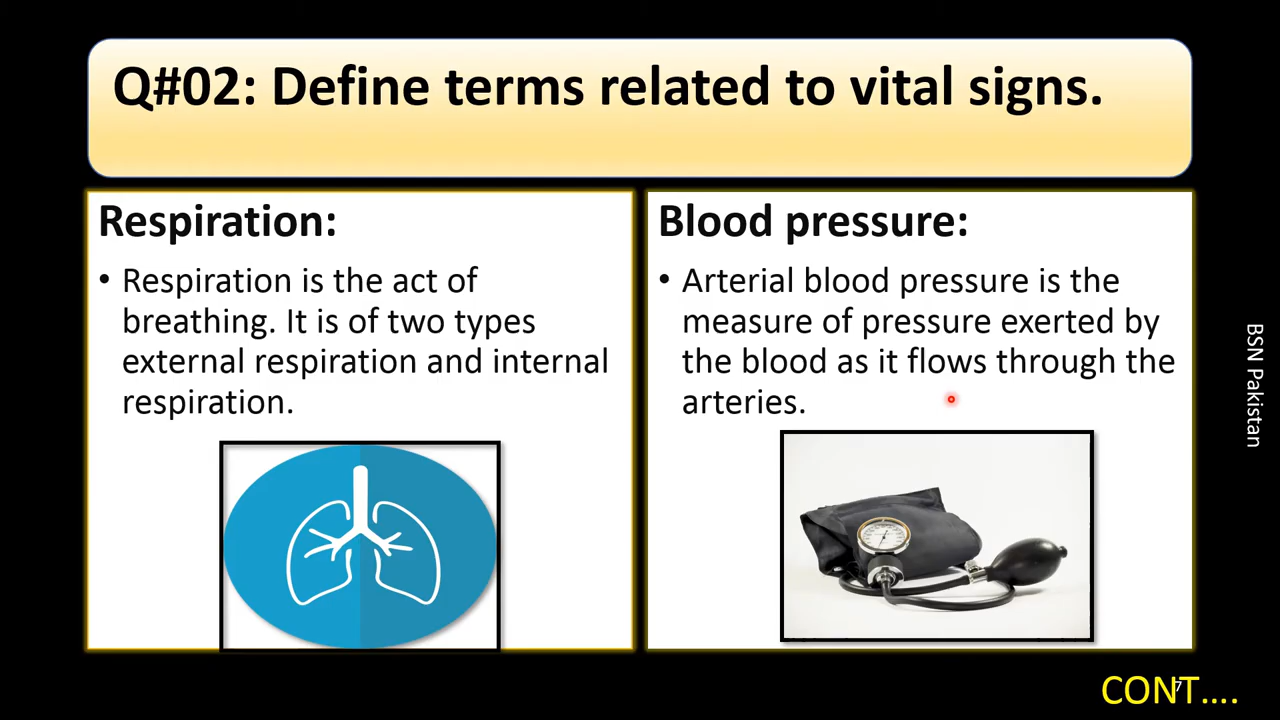 Q#02: Define terms related to vital signs.
Respiration:
• Respiration is the act of
breathing. It is of two types
external respiration and internal
respiration.
Blood pressure:
• Arterial blood pressure is the
measure of pressure exerted by
the blood as it flows through the
arteries.
BSN Pakistan
CONT....
7